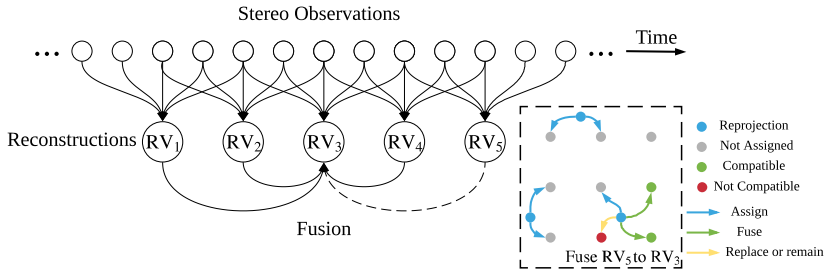 Stereo Observations
... ... Time
Reconstructions RV1 RV2 RV3 RV4 RV5
Fusion
Reprojection
Not Assigned
Compatible
Not Compatible
Assign
Fuse
Replace or remain
Fuse RV5 to RV3